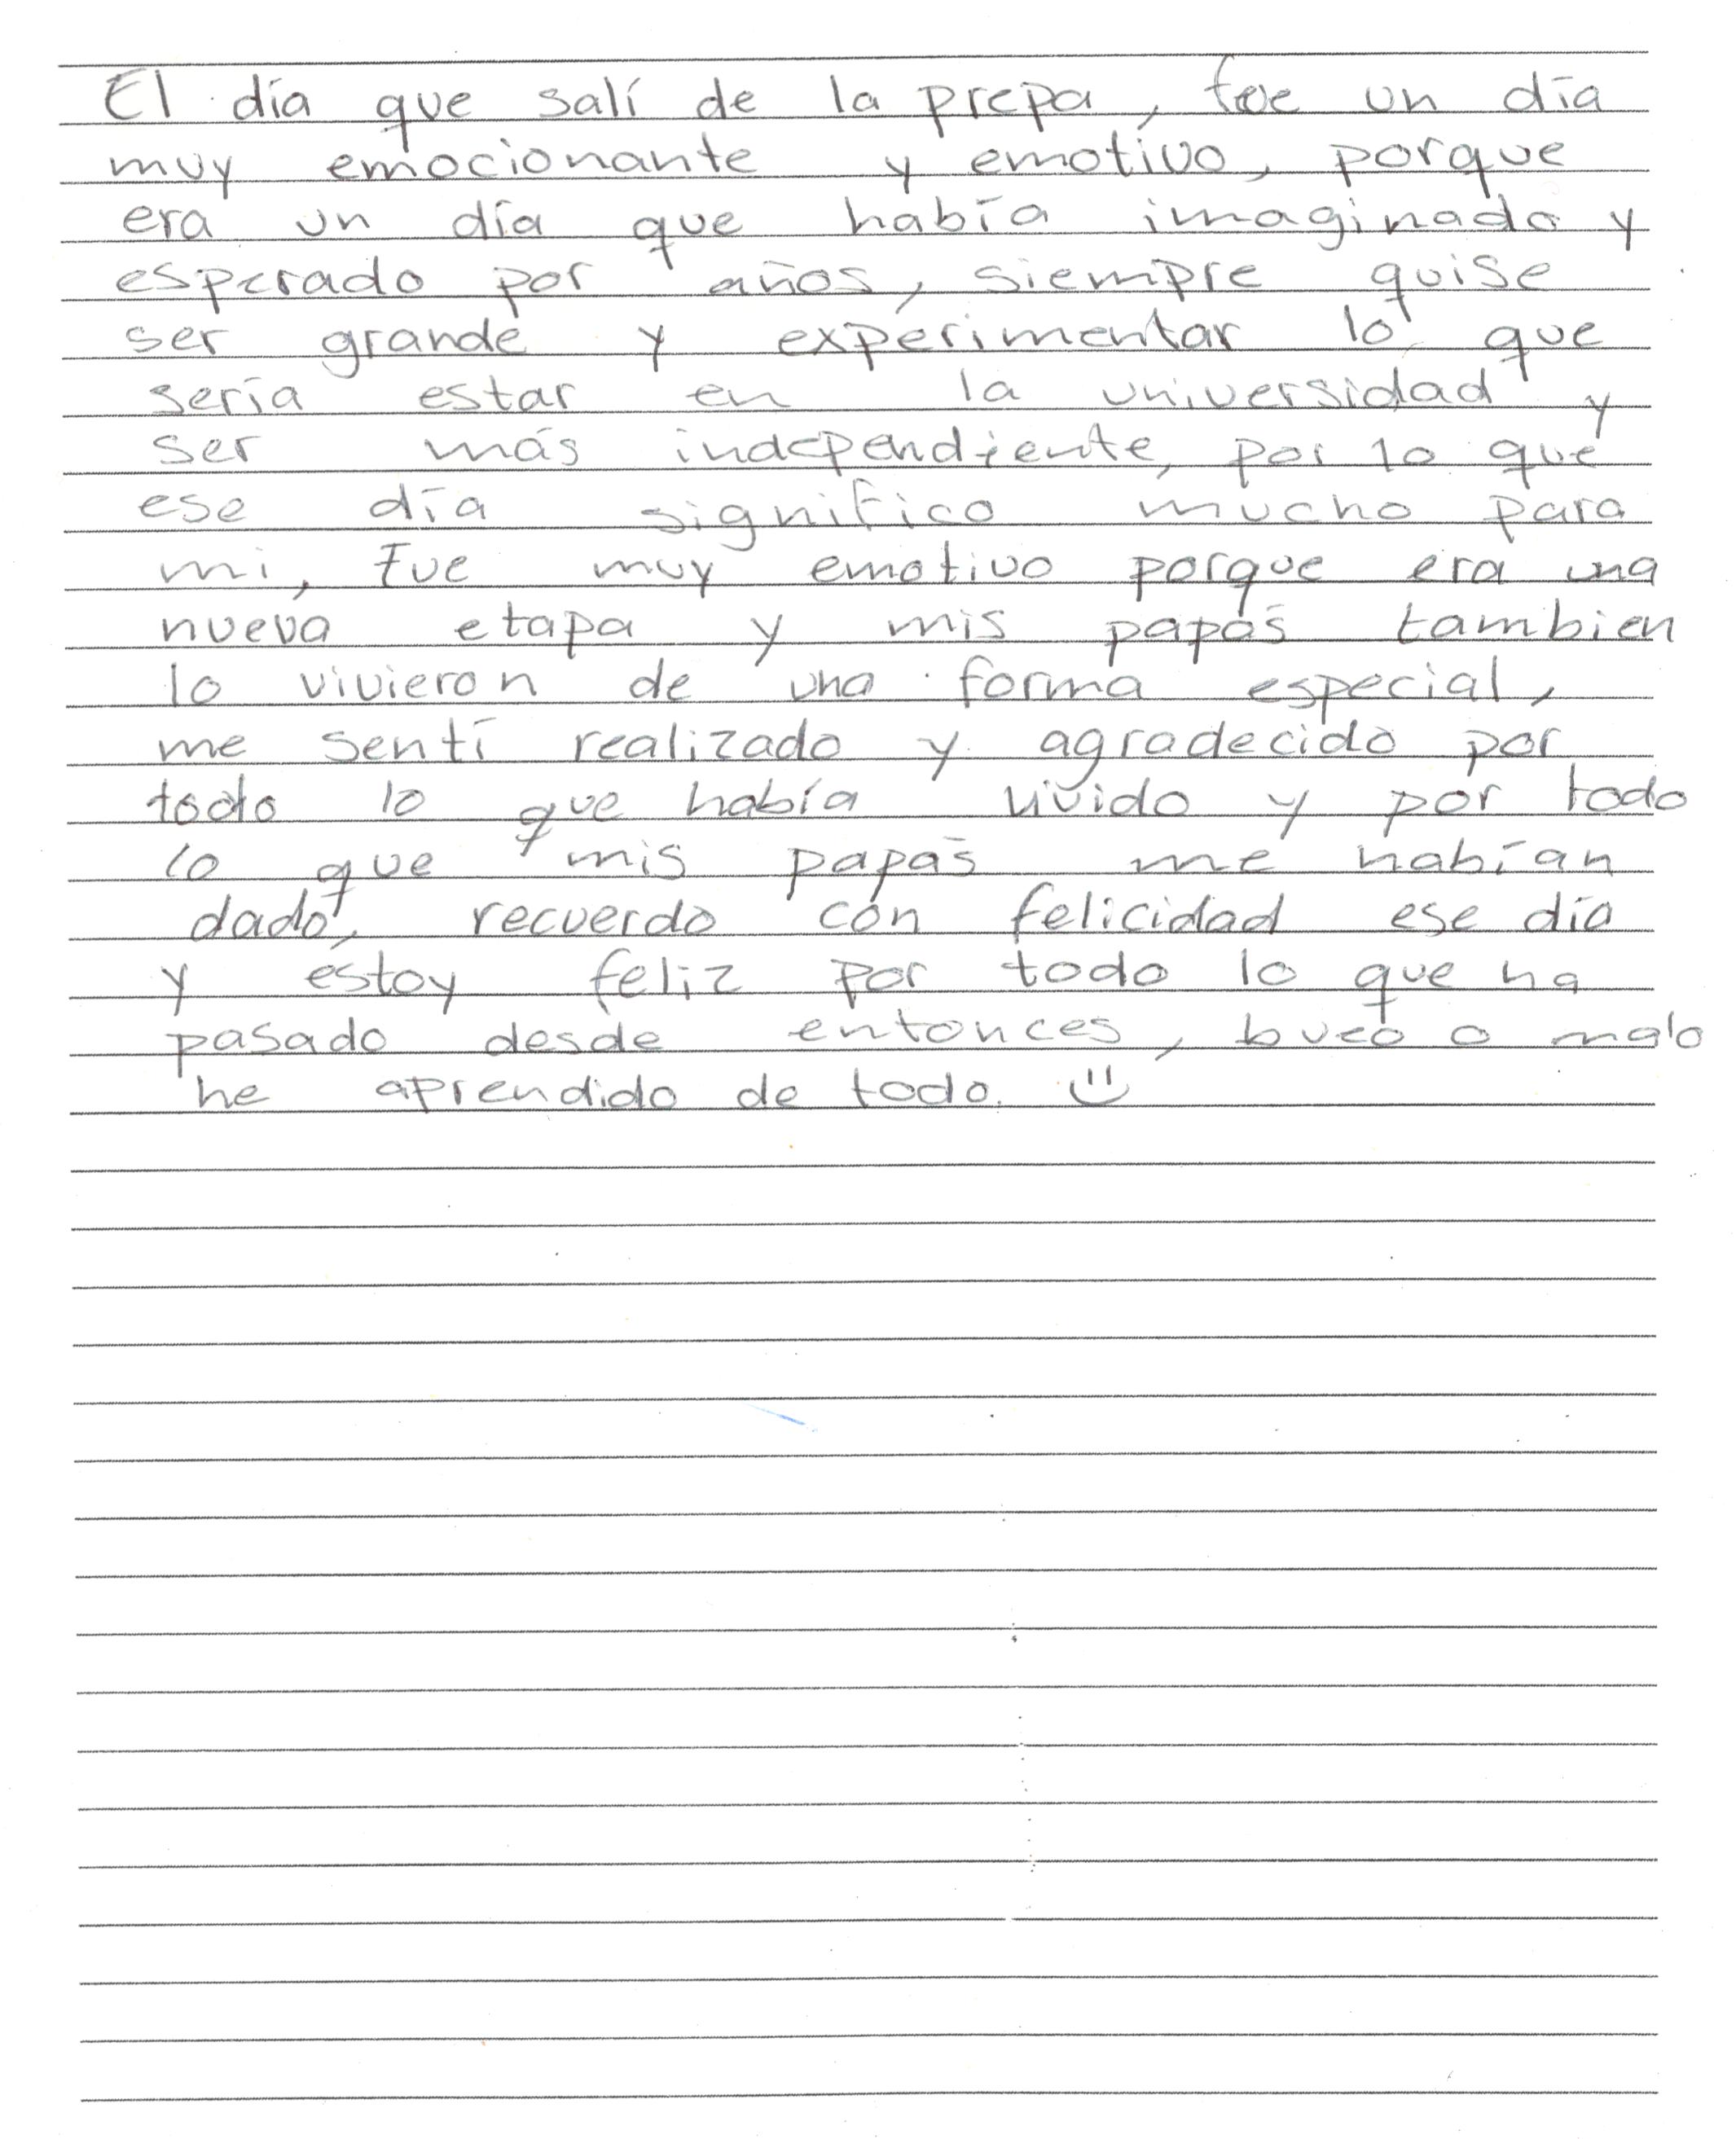 El día que salí de la prepa, fue un día
muy emocionante y emotivo, porque
era un día que había imaginado y
esperado por años, siempre quise
ser grande y experimentar lo que
sería estar en la universidad y
ser más independiente, por lo que
ese día significo mucho para
mi, fue muy emotivo porque era una
nueva etapa y mis papás tambien
lo vivieron de una forma especial,
me sentí realizado y agradecido por
todo lo que había vivido y por todo
lo que mis papás me habían
dado, recuerdo con felicidad ese día
y estoy feliz por todo lo que ha
pasado desde entonces, bueo o malo
he aprendido de todo. :)